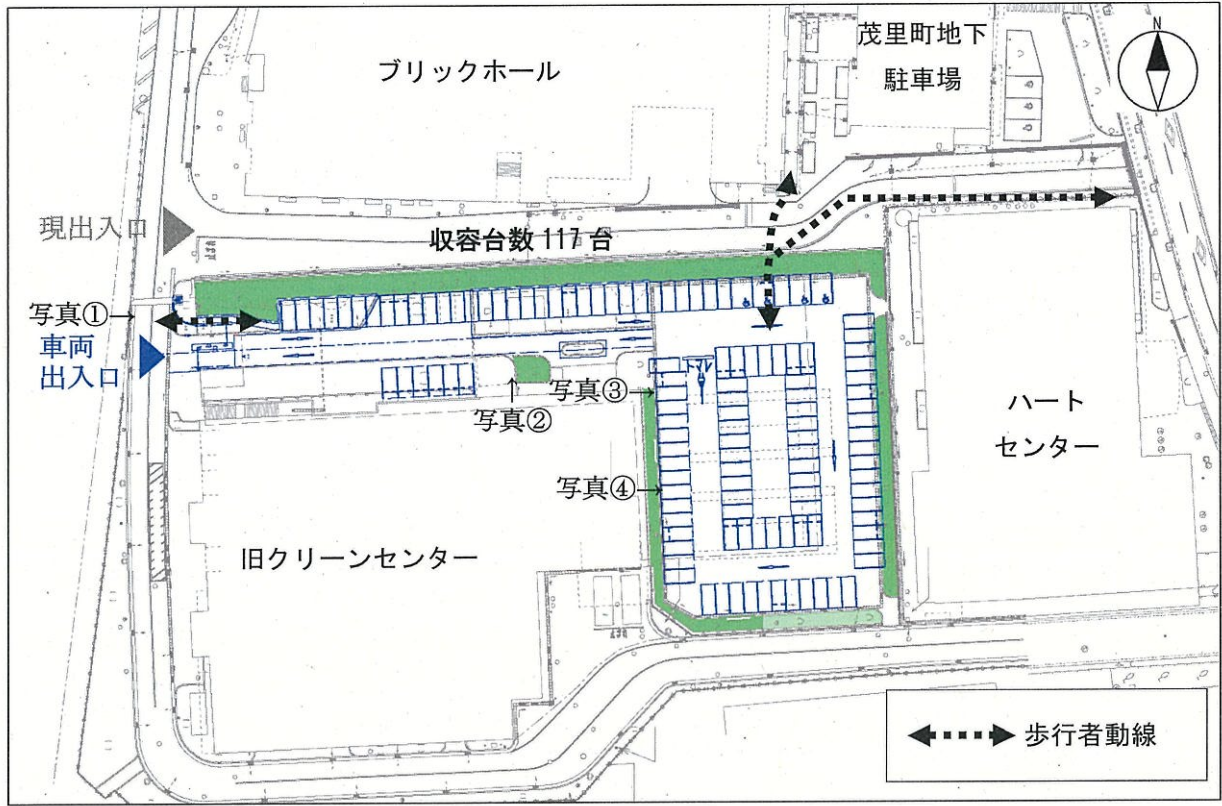 ブリックホール
茂里町地下
駐車場
N
現出入口
収容台数 117 台
写真①→
車両
出入口
写真②
写真③→
写真④→
ハート
センター
旧クリーンセンター
歩行者動線